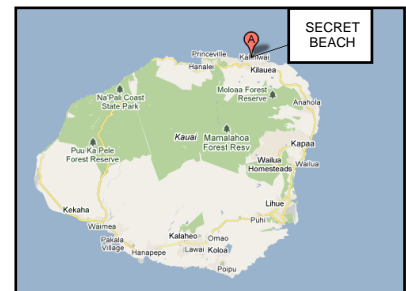 SECRET
BEACH
A
Princeville
Hanalei
Kilauea
Na'Pali Coast
State Park
Moloaa Forest
Reserve
Anahola
Kauai
Mamalahoa
Forest Resv
Puu Ka Pele
Forest Reserve
Kapaa
Wailua
Homesteads
Wailua
Kekaha
Lihue
Puhi
Waimea
Pakala
Village
Hanapepe
Kalaheo
Omao
Lawai
Koloa
Poipu